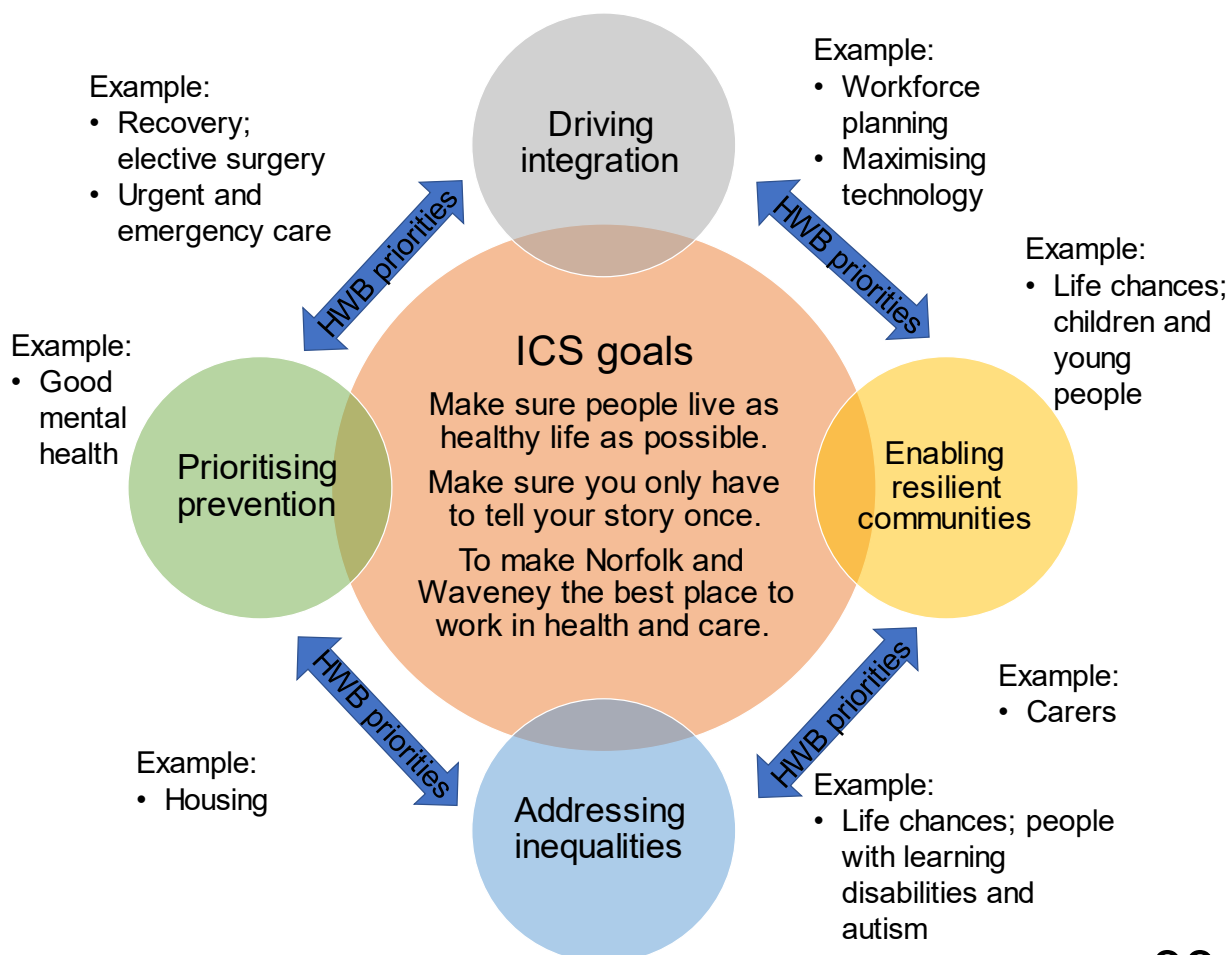 Example:
• Recovery;
elective surgery
• Urgent and
emergency care
Driving
integration
Example:
• Workforce
planning
• Maximising
technology
HWB priorities
HWB priorities
Example:
• Life chances;
children and
young
people
Example:
• Good
mental
health
Prioritising
prevention
ICS goals
Make sure people live as
healthy life as possible.
Make sure you only have
to tell your story once.
To make Norfolk and
Waveney the best place to
work in health and care.
Enabling
resilient
communities
HWB priorities
HWB priorities
Example:
• Carers
Example:
• Housing
Addressing
inequalities
Example:
• Life chances; people
with learning
disabilities and
autism